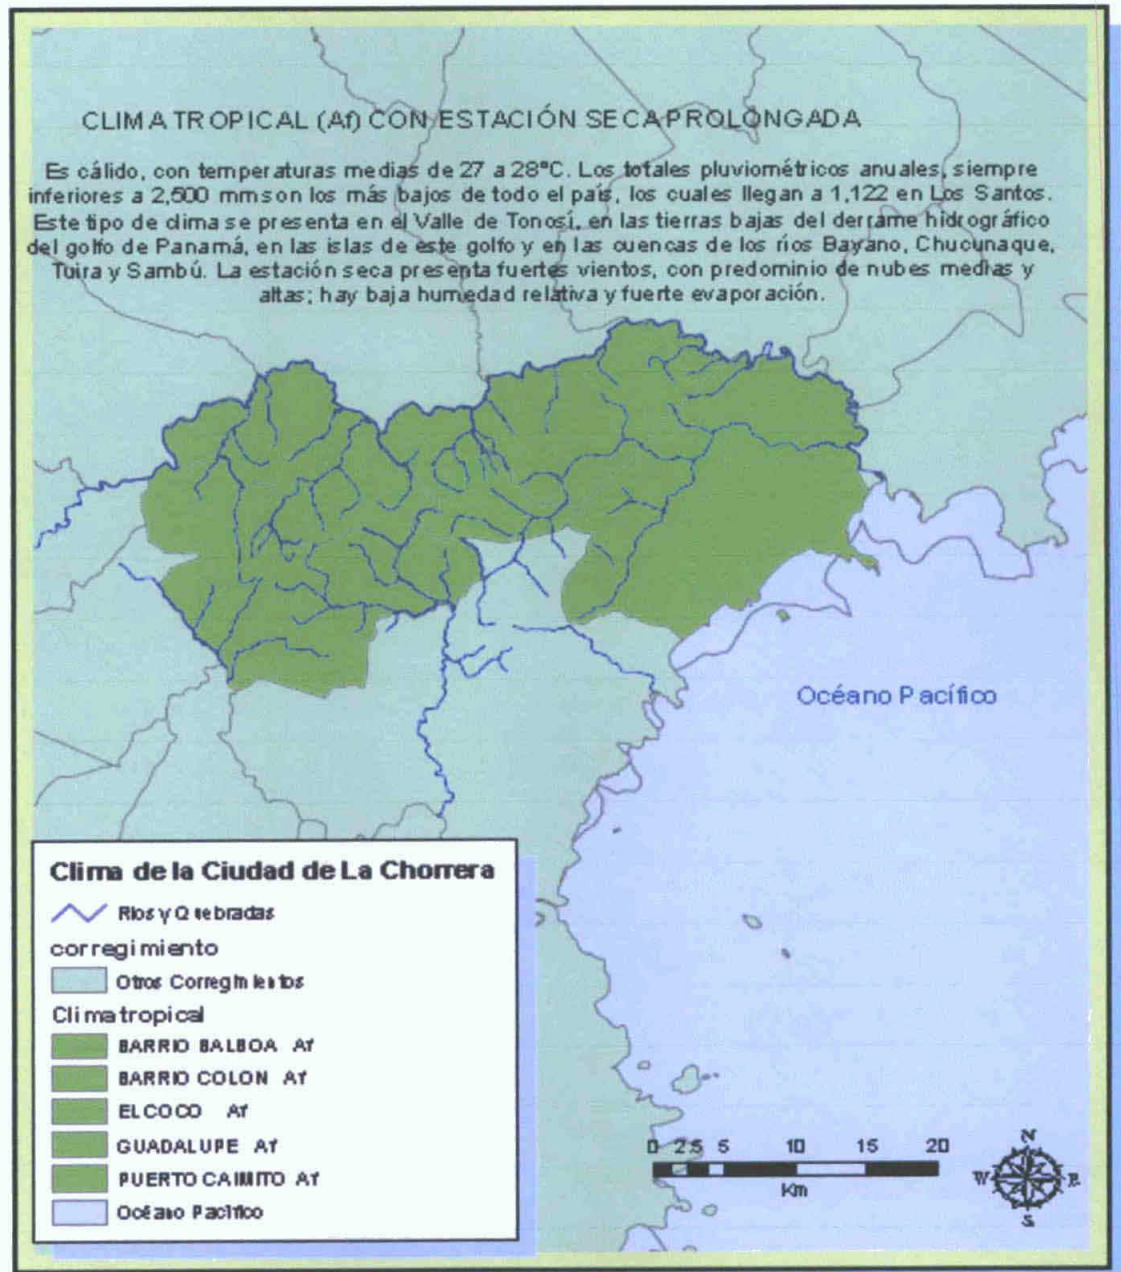 CLIMA TROPICAL (Af) CON ESTACIÓN SECA PROLONGADA
Es cálido, con temperaturas medias de 27 a 28°C. Los totales pluviométricos anuales, siempre
inferiores a 2,500 mm son los más bajos de todo el país, los cuales llegan a 1,122 en Los Santos.
Este tipo de clima se presenta en el Valle de Tonosí, en las tierras bajas del derrame hidrográfico
del golfo de Panamá, en las islas de este golfo y en las cuencas de los ríos Bayano, Chucunaque,
Tuira y Sambú. La estación seca presenta fuertes vientos, con predominio de nubes medias y
altas; hay baja humedad relativa y fuerte evaporación.
Océano Pacífico
Clima de la Ciudad de La Chorrera
Ríos y Quebradas
corregimiento
Otros Corregimientos
Clima tropical
BARRIO BALBOA Af
BARRIO COLON Af
EL COCO Af
GUADALUPE Af
PUERTO CAIMITO Af
Océano Pacífico
0 2.5 5 10 15 20
Km
N
W E
S